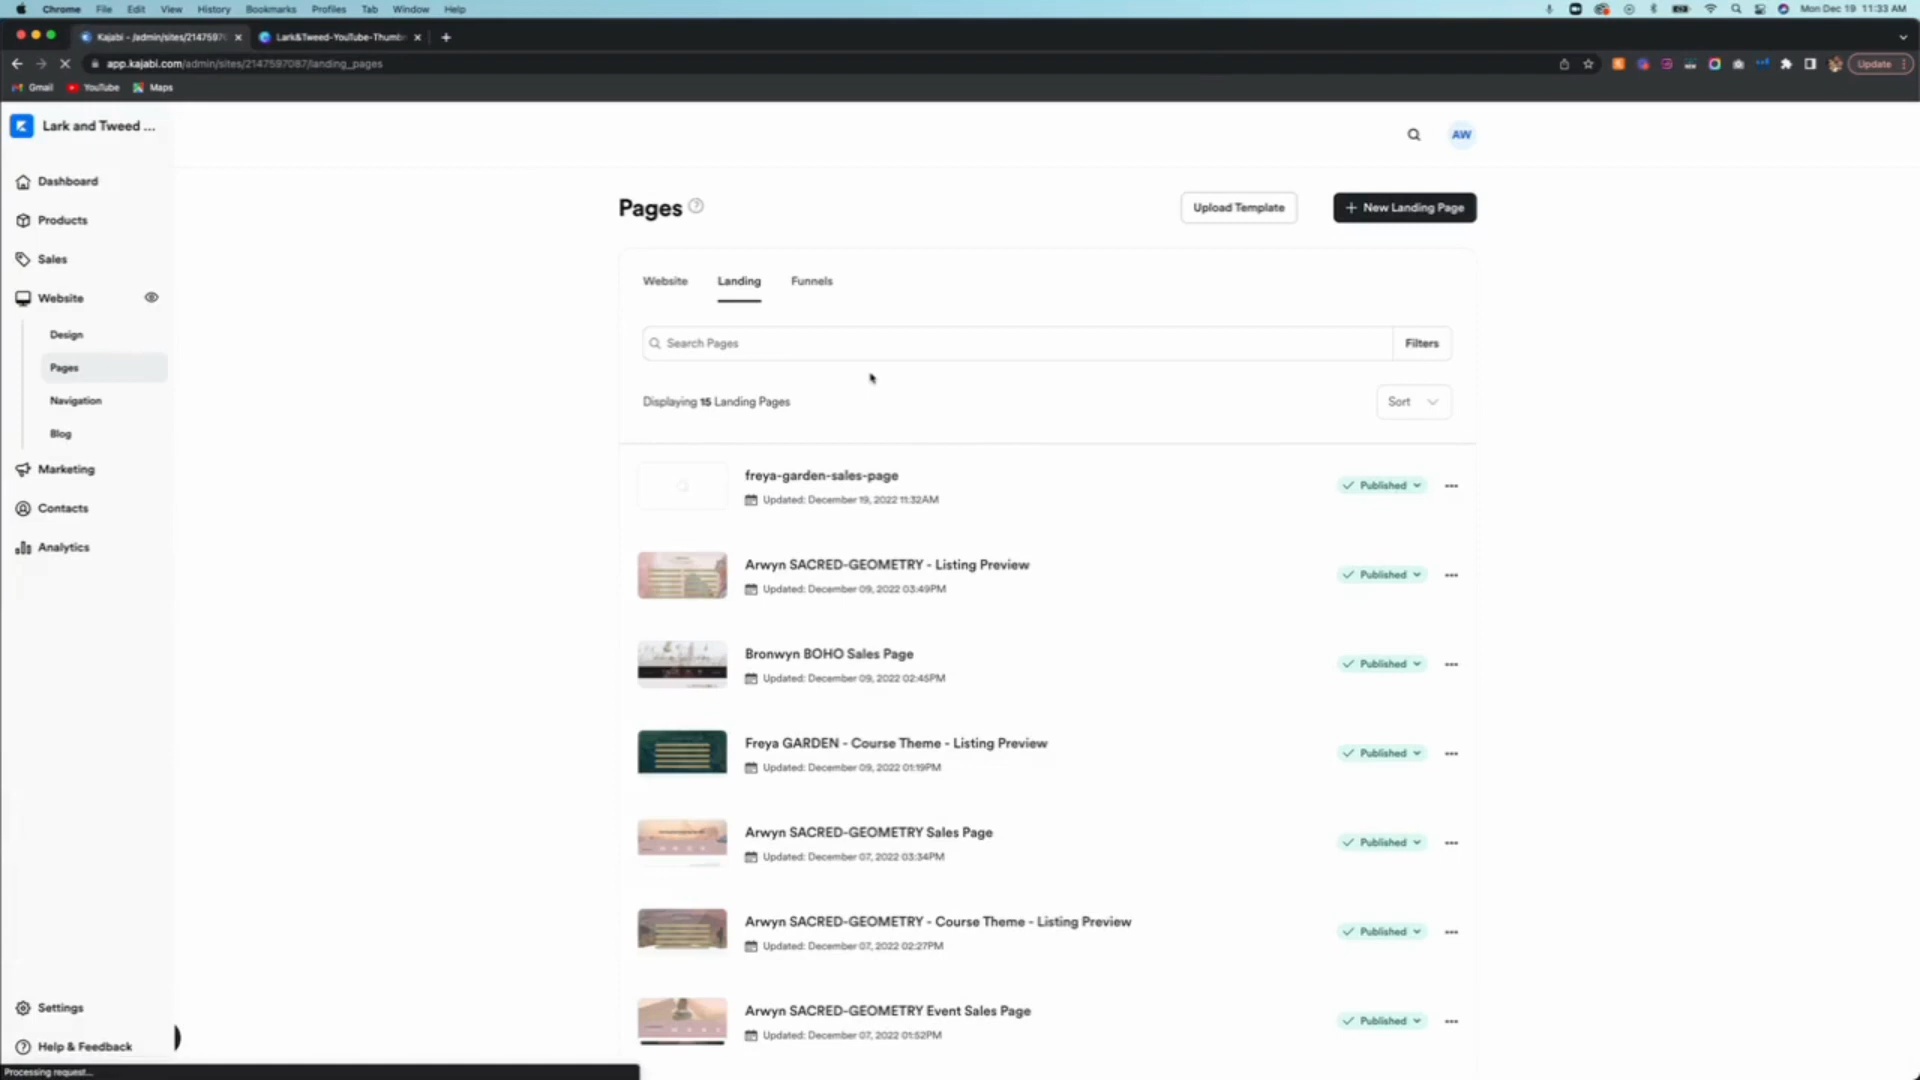 Chrome File Edit View History Bookmarks Profiles Tab Window Help
Mon Dec 19 11:33 AM
Kajabi - /admin/sites/2147597
Lark&Tweed-YouTube-Thumb
app.kajabi.com/admin/sites/2147597087/landing_pages
Update
Gmail YouTube Maps
Lark and Tweed ...
AW
Dashboard
Products
Sales
Website
Design
Pages
Navigation
Blog
Marketing
Contacts
Analytics
Settings
Help & Feedback
Processing request...
Pages
Upload Template
+ New Landing Page
Website Landing Funnels
Search Pages
Filters
Displaying 15 Landing Pages
Sort
freya-garden-sales-page
Published
Updated: December 19, 2022 11:32AM
Arwyn SACRED-GEOMETRY - Listing Preview
Published
Updated: December 09, 2022 03:49PM
Bronwyn BOHO Sales Page
Published
Updated: December 09, 2022 02:45PM
Freya GARDEN - Course Theme - Listing Preview
Published
Updated: December 09, 2022 01:19PM
Arwyn SACRED-GEOMETRY Sales Page
Published
Updated: December 07, 2022 03:34PM
Arwyn SACRED-GEOMETRY - Course Theme - Listing Preview
Published
Updated: December 07, 2022 02:27PM
Arwyn SACRED-GEOMETRY Event Sales Page
Published
Updated: December 07, 2022 01:52PM